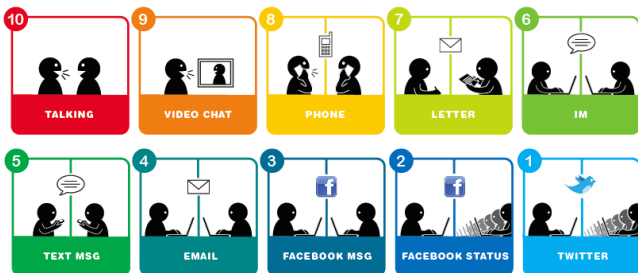 10
TALKING
9
VIDEO CHAT
8
PHONE
7
LETTER
6
IM
5
TEXT MSG
4
EMAIL
3
f
FACEBOOK MSG
2
f
FACEBOOK STATUS
1
TWITTER